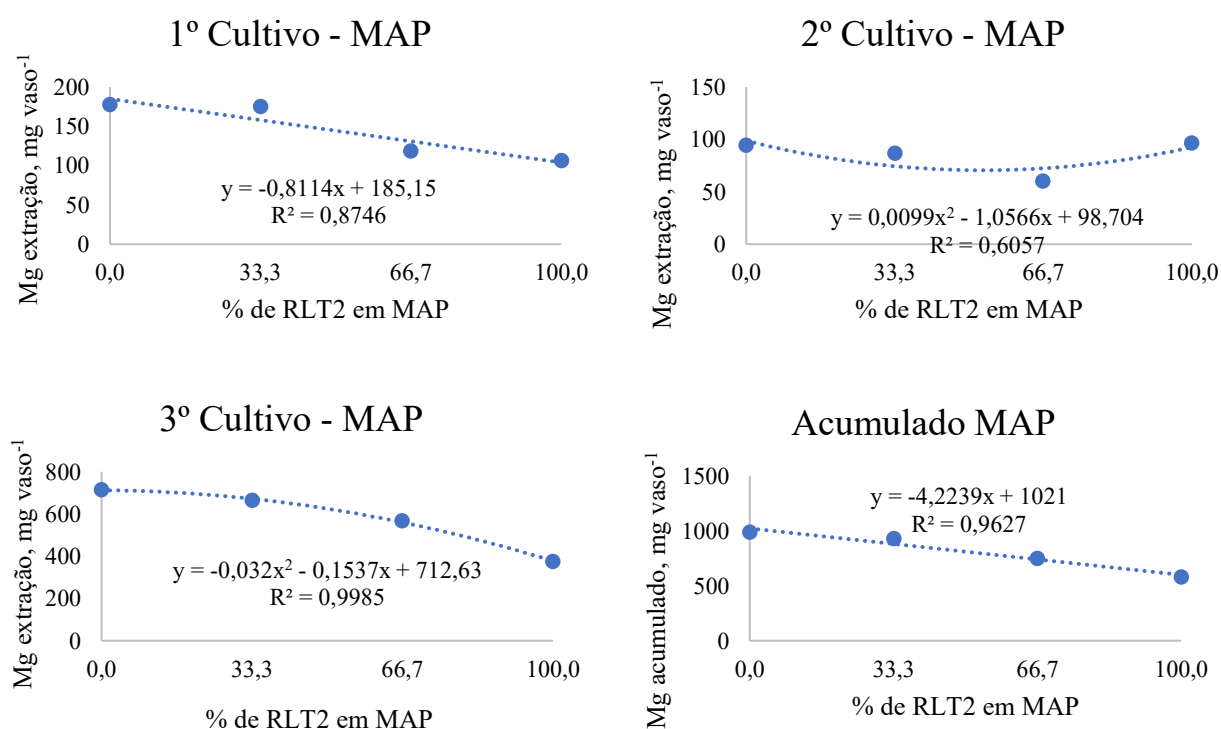 1º Cultivo - MAP
Mg extração, mg vaso-1
200
150
100
50
0
y = -0,8114x + 185,15
R² = 0,8746
0,0 33,3 66,7 100,0
% de RLT2 em MAP
2º Cultivo - MAP
Mg extração, mg vaso-1
150
100
50
0
y = 0,0099x² - 1,0566x + 98,704
R² = 0,6057
0,0 33,3 66,7 100,0
% de RLT2 em MAP
3º Cultivo - MAP
Mg extração, mg vaso-1
800
600
400
200
0
y = -0,032x² - 0,1537x + 712,63
R² = 0,9985
0,0 33,3 66,7 100,0
% de RLT2 em MAP
Acumulado MAP
Mg acumulado, mg vaso-1
1500
1000
500
0
y = -4,2239x + 1021
R² = 0,9627
0,0 33,3 66,7 100,0
% de RLT2 em MAP